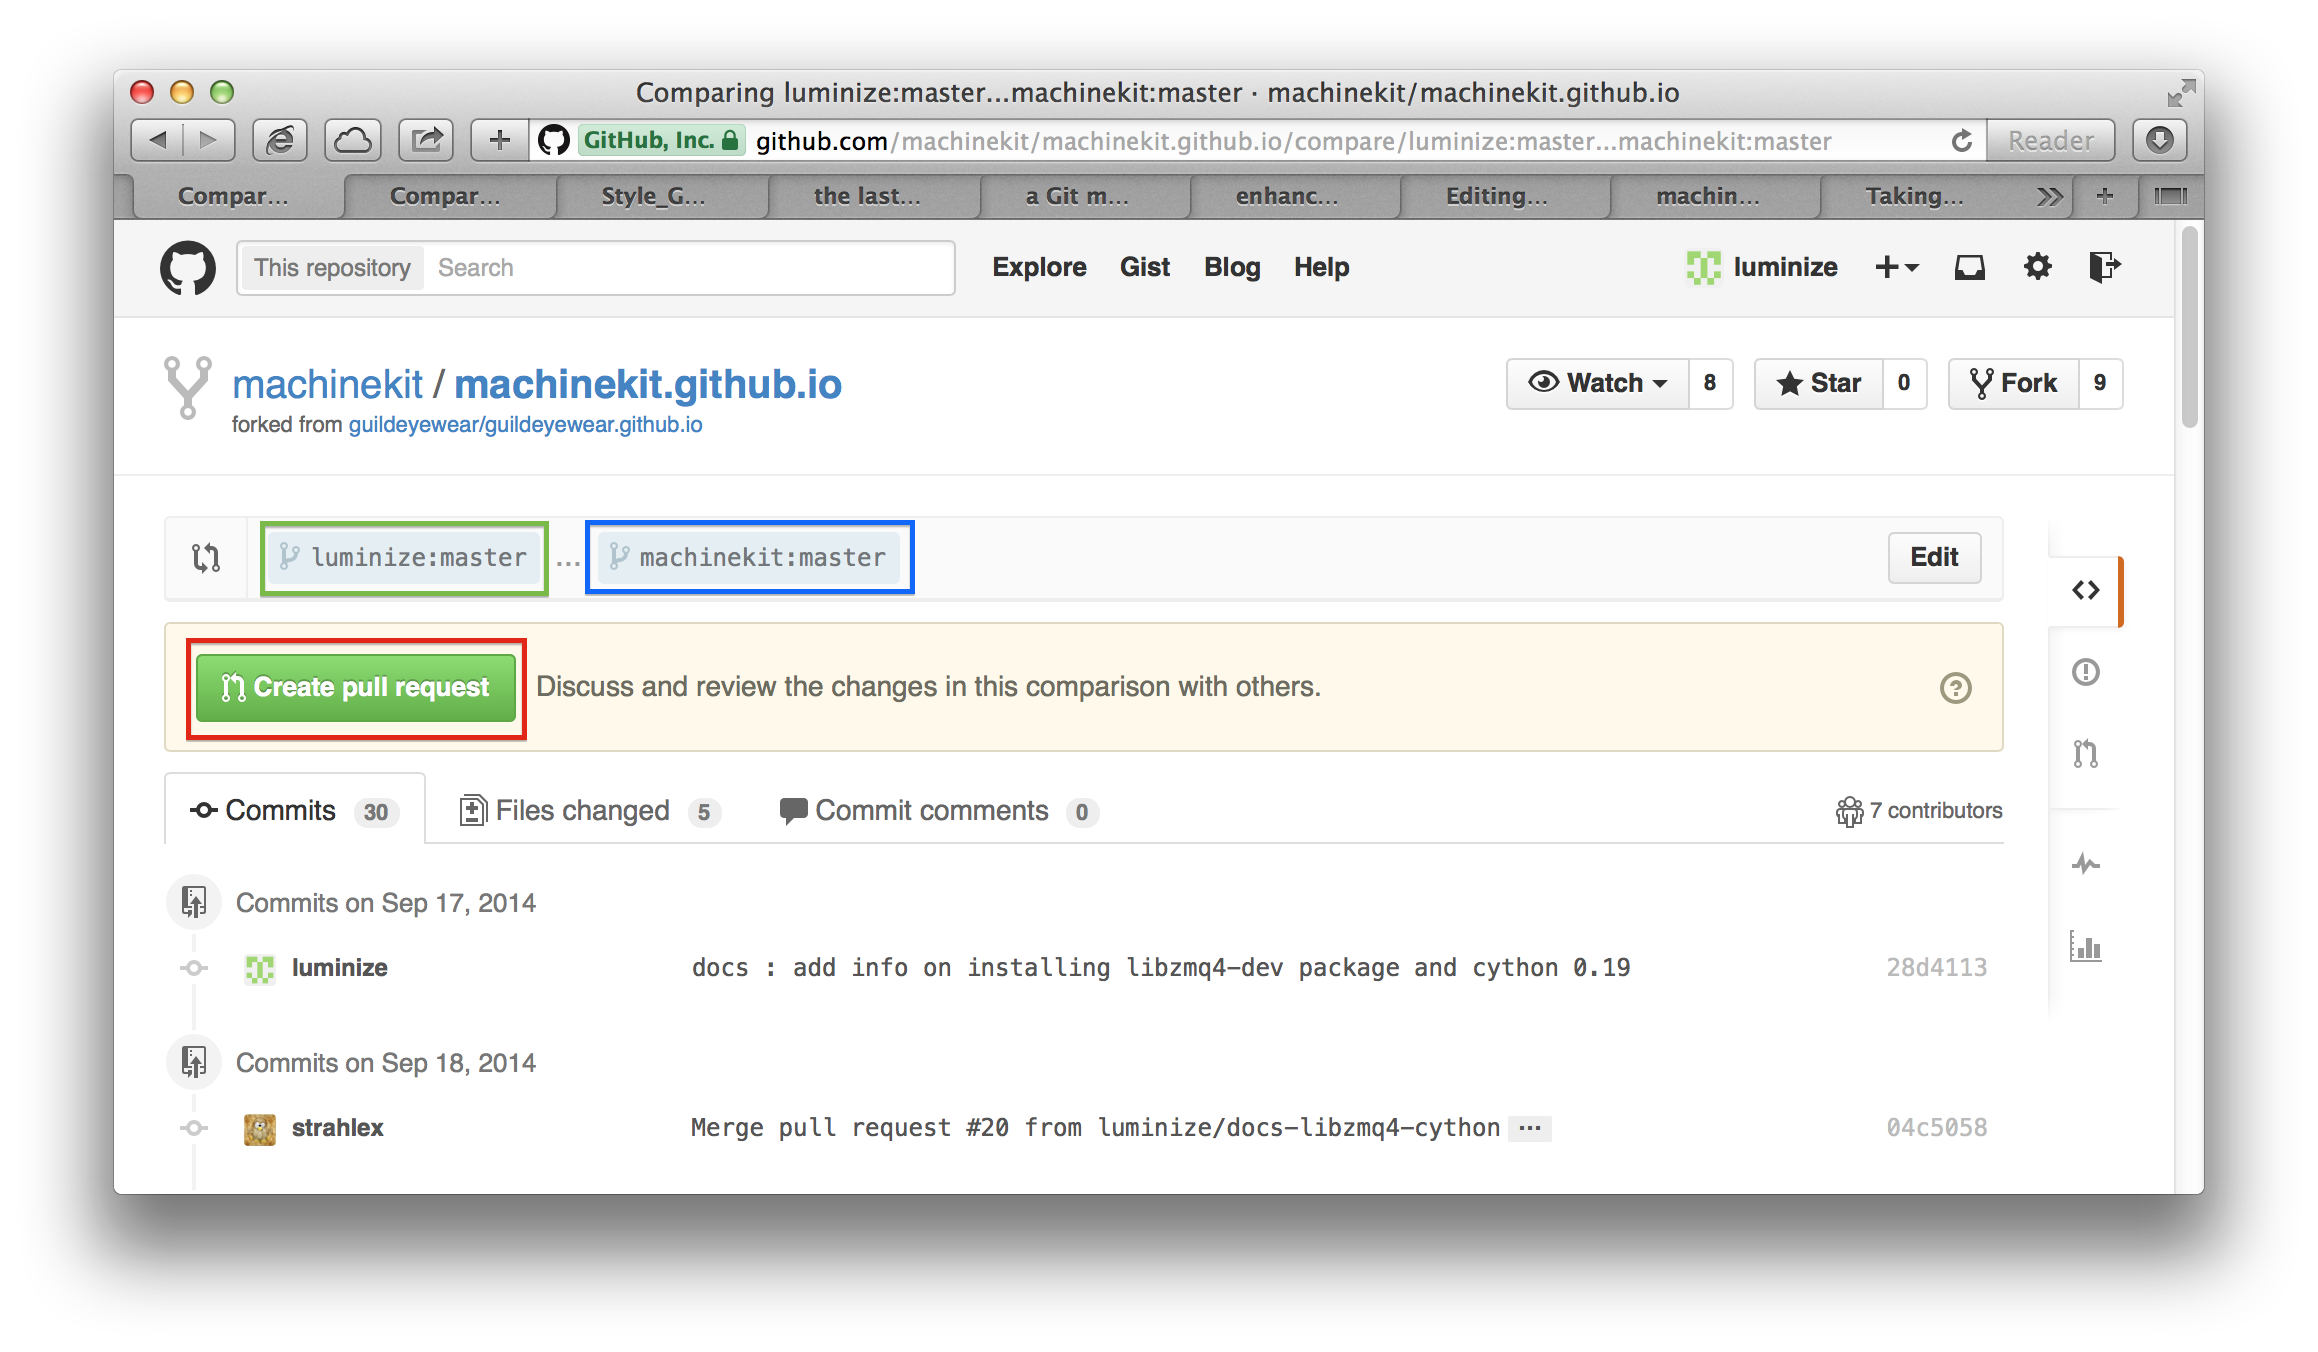 Comparing luminize:master...machinekit:master · machinekit/machinekit.github.io
GitHub, Inc. github.com/machinekit/machinekit.github.io/compare/luminize:master...machinekit:master Reader
Compar... Compar... Style_G... the last... a Git m... enhanc... Editing... machin... Taking...
This repository Search Explore Gist Blog Help luminize
machinekit / machinekit.github.io Watch 8 Star 0 Fork 9
forked from guildeyewear/guildeyewear.github.io
luminize:master ... machinekit:master Edit
Create pull request Discuss and review the changes in this comparison with others.
Commits 30 Files changed 5 Commit comments 0 7 contributors
Commits on Sep 17, 2014
luminize docs : add info on installing libzmq4-dev package and cython 0.19 28d4113
Commits on Sep 18, 2014
strahlex Merge pull request #20 from luminize/docs-libzmq4-cython ... 04c5058